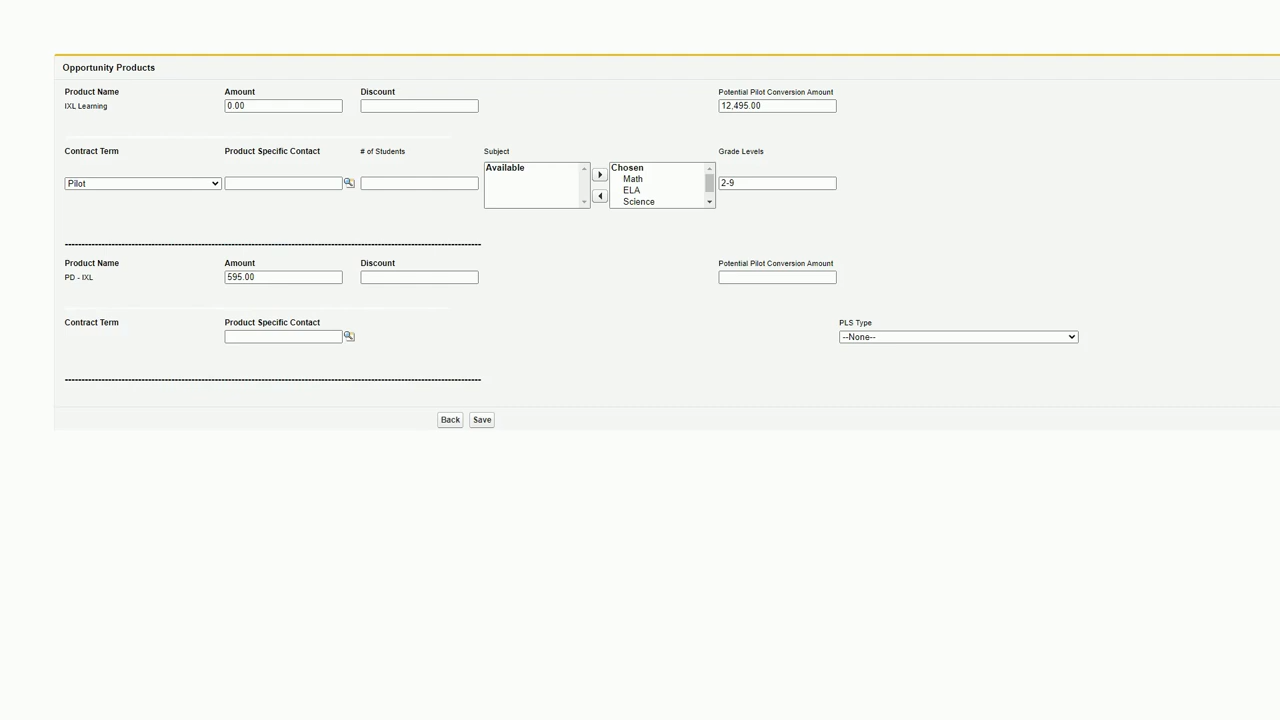 Opportunity Products
Product Name Amount Discount Potential Pilot Conversion Amount
IXL Learning 0.00 12,495.00
Contract Term Product Specific Contact # of Students Subject Grade Levels
Available Chosen
Math
Pilot 2-9
ELA
Science
--------------------------------------------------------------------------------------------------------
Product Name Amount Discount Potential Pilot Conversion Amount
PD - IXL 595.00
Contract Term Product Specific Contact PLS Type
--None--
--------------------------------------------------------------------------------------------------------
Back Save